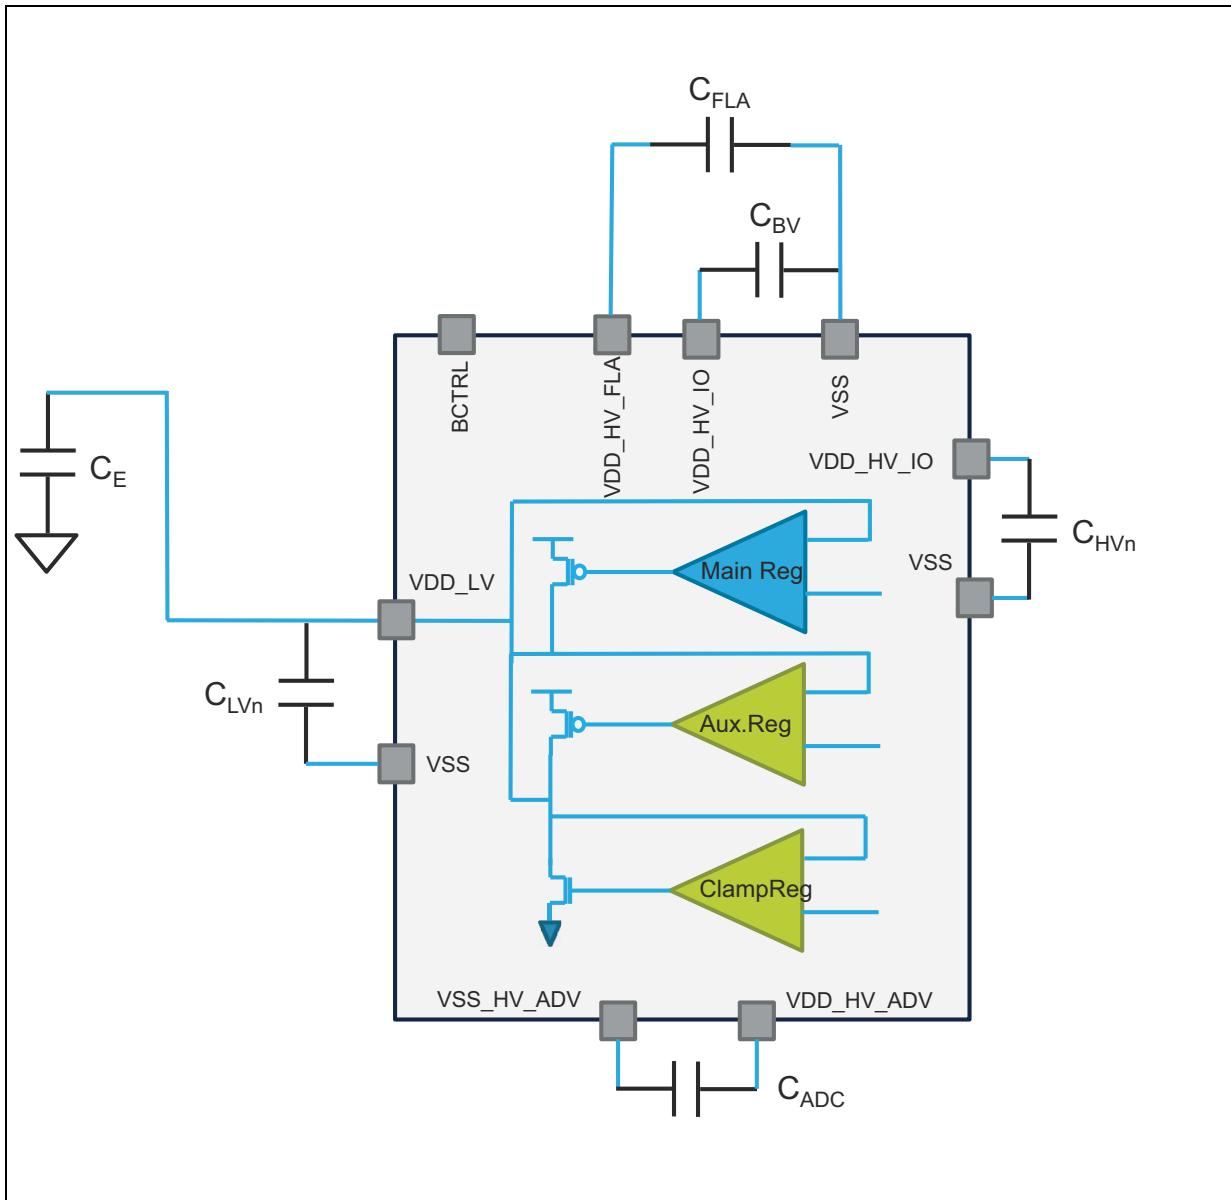 CFLA
CBV
BCTRL
VDD_HV_FLA
VDD_HV_IO
VSS
CE
VDD_HV_IO
CHVn
VSS
Main Reg
VDD_LV
CLVn
Aux.Reg
VSS
ClampReg
VSS_HV_ADV
VDD_HV_ADV
CADC